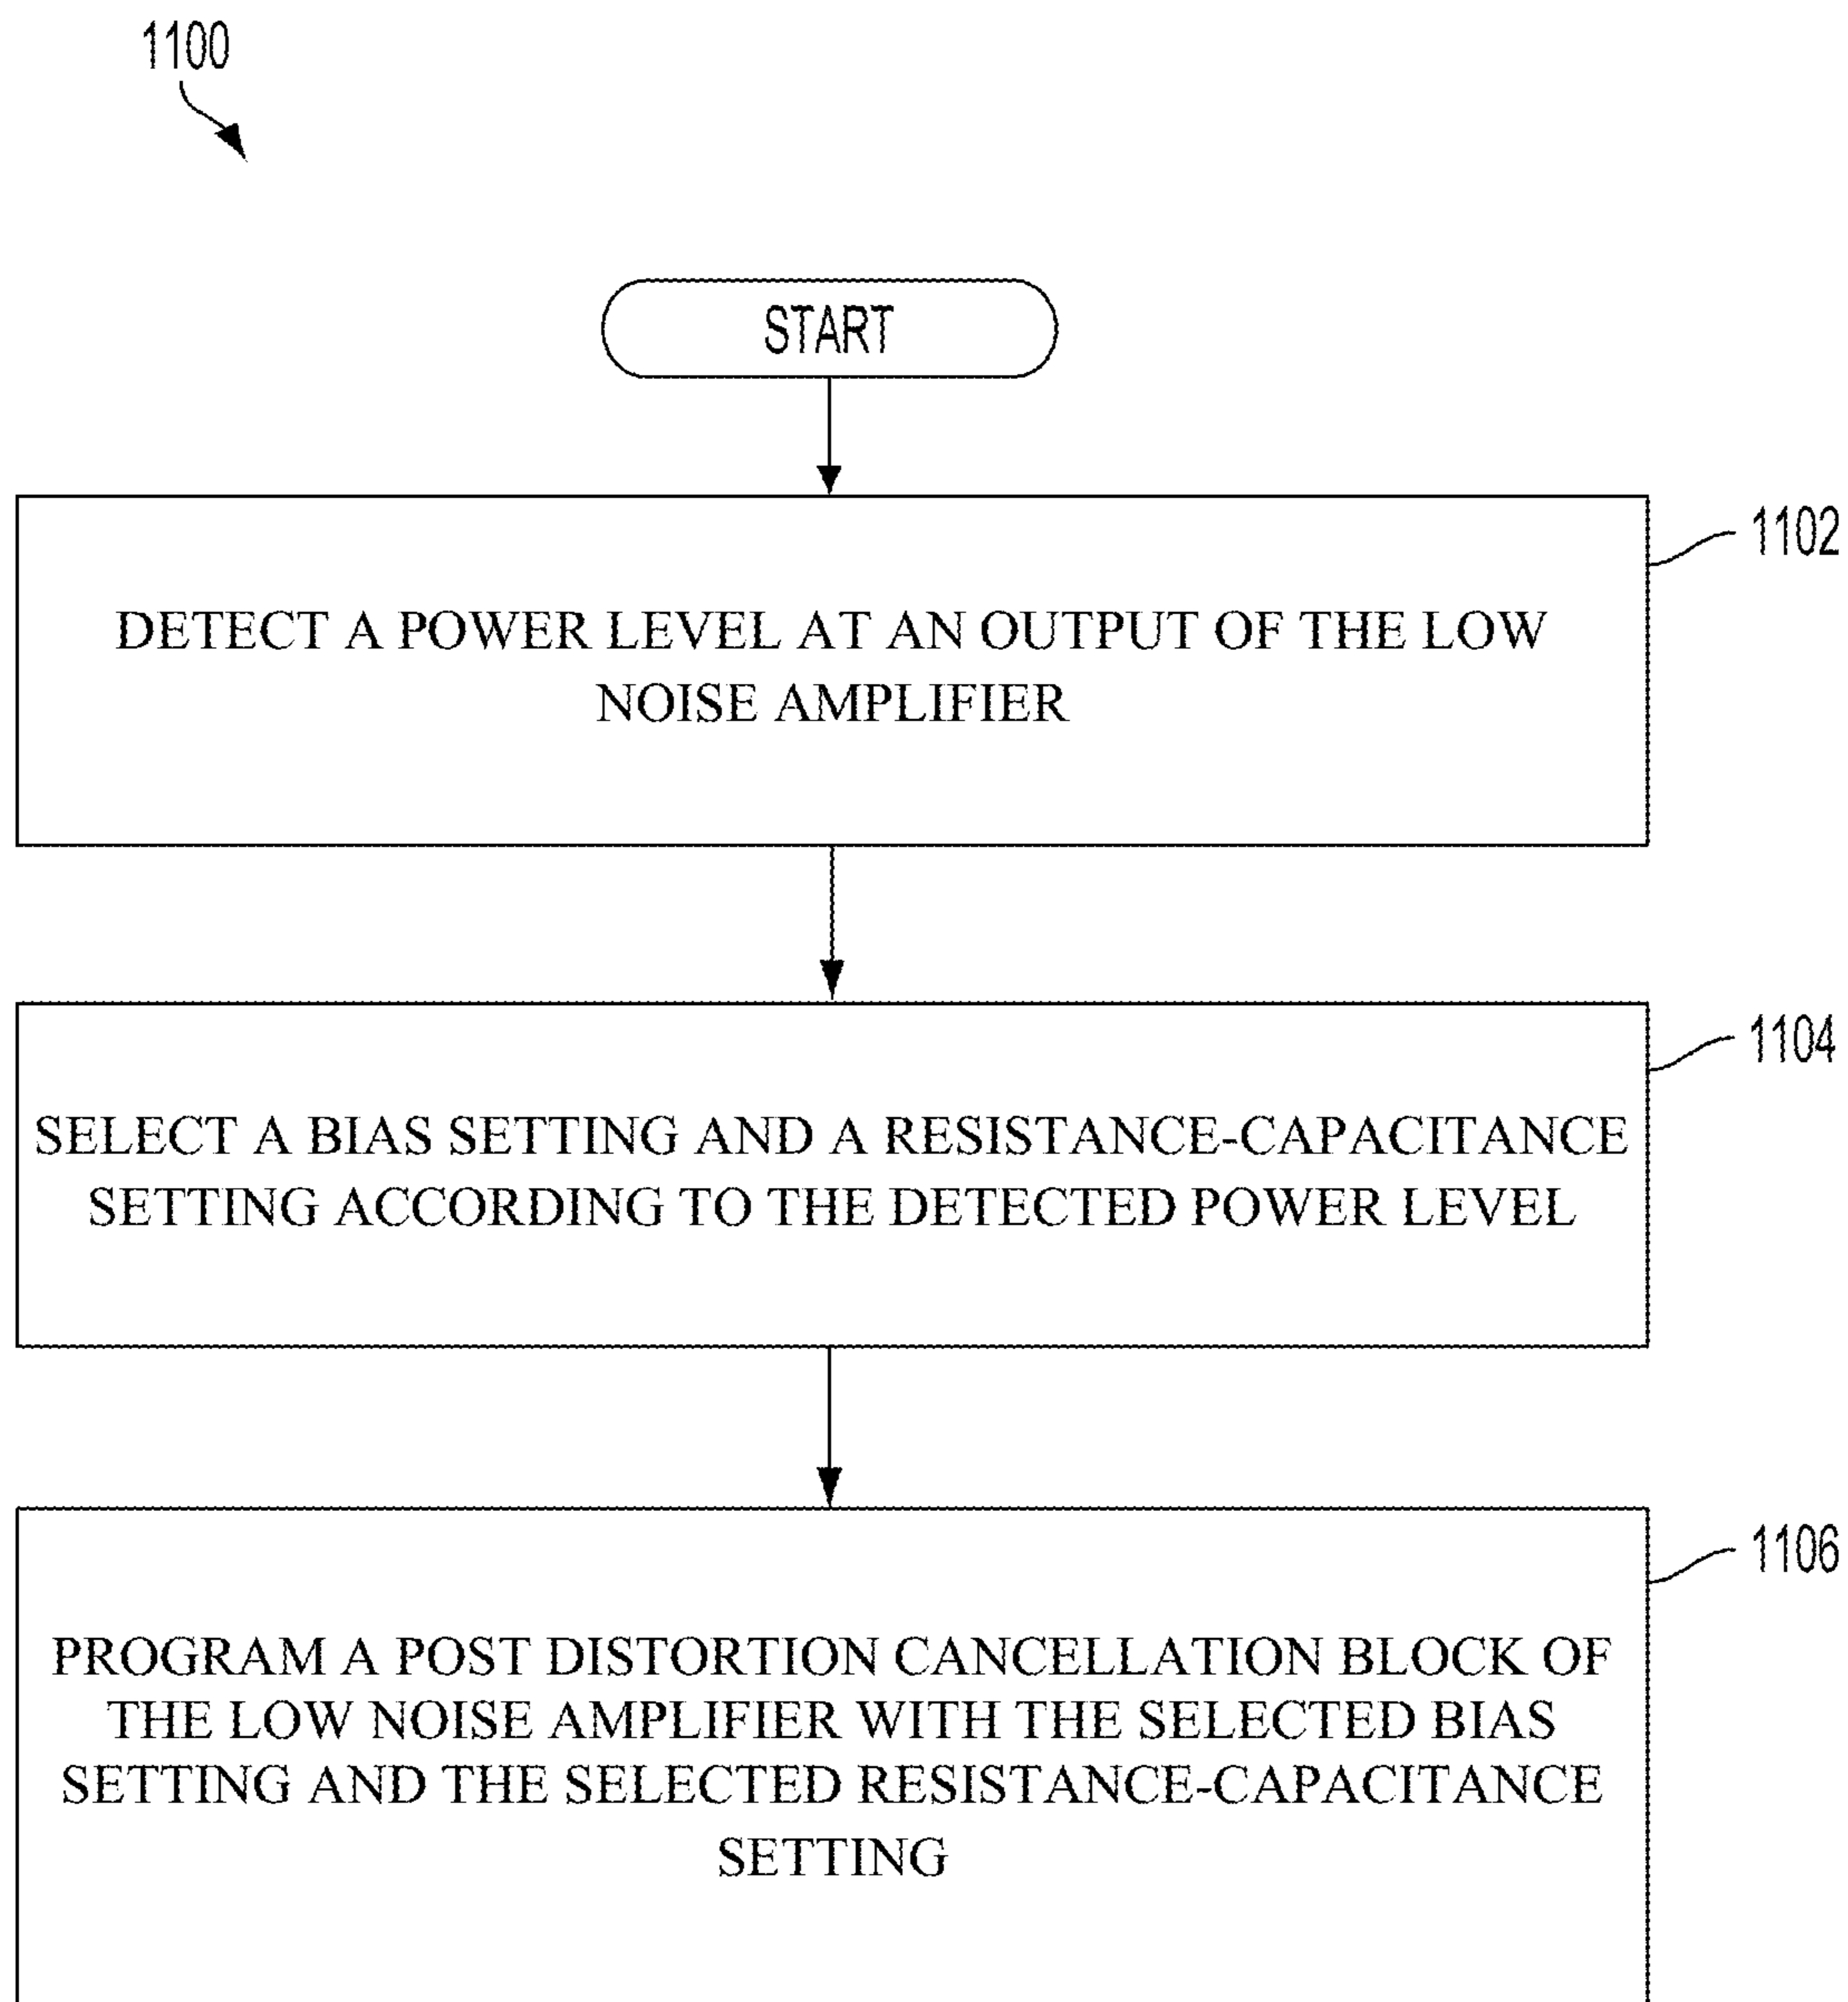 1100
START
1102
DETECT A POWER LEVEL AT AN OUTPUT OF THE LOW
NOISE AMPLIFIER
1104
SELECT A BIAS SETTING AND A RESISTANCE-CAPACITANCE
SETTING ACCORDING TO THE DETECTED POWER LEVEL
1106
PROGRAM A POST DISTORTION CANCELLATION BLOCK OF
THE LOW NOISE AMPLIFIER WITH THE SELECTED BIAS
SETTING AND THE SELECTED RESISTANCE-CAPACITANCE
SETTING